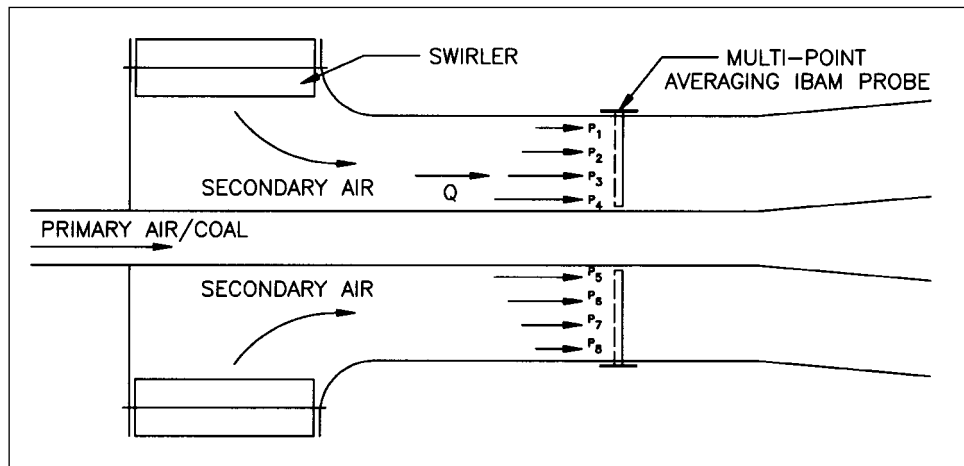 SWIRLER
MULTI-POINT
AVERAGING IBAM PROBE
P1
P2
SECONDARY AIR
Q
P3
P4
PRIMARY AIR/COAL
SECONDARY AIR
P5
P6
P7
P8